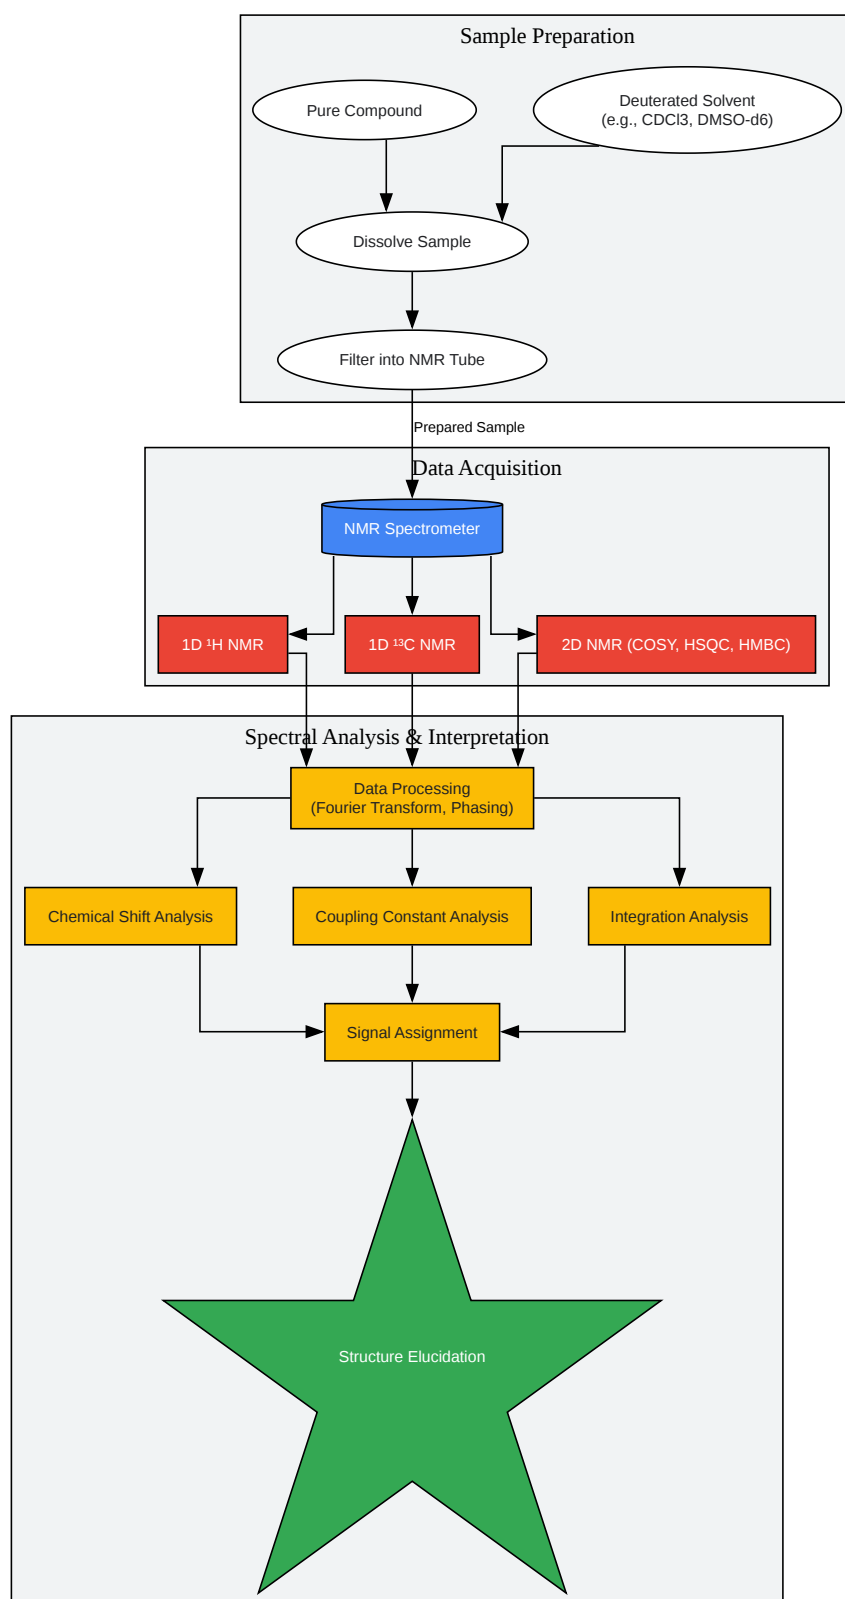 Sample Preparation
Pure Compound
Deuterated Solvent
(e.g., CDCl3, DMSO-d6)
Dissolve Sample
Filter into NMR Tube
Prepared Sample
Data Acquisition
NMR Spectrometer
1D ¹H NMR
1D ¹³C NMR
2D NMR (COSY, HSQC, HMBC)
Spectral Analysis & Interpretation
Data Processing
(Fourier Transform, Phasing)
Chemical Shift Analysis
Coupling Constant Analysis
Integration Analysis
Signal Assignment
Structure Elucidation